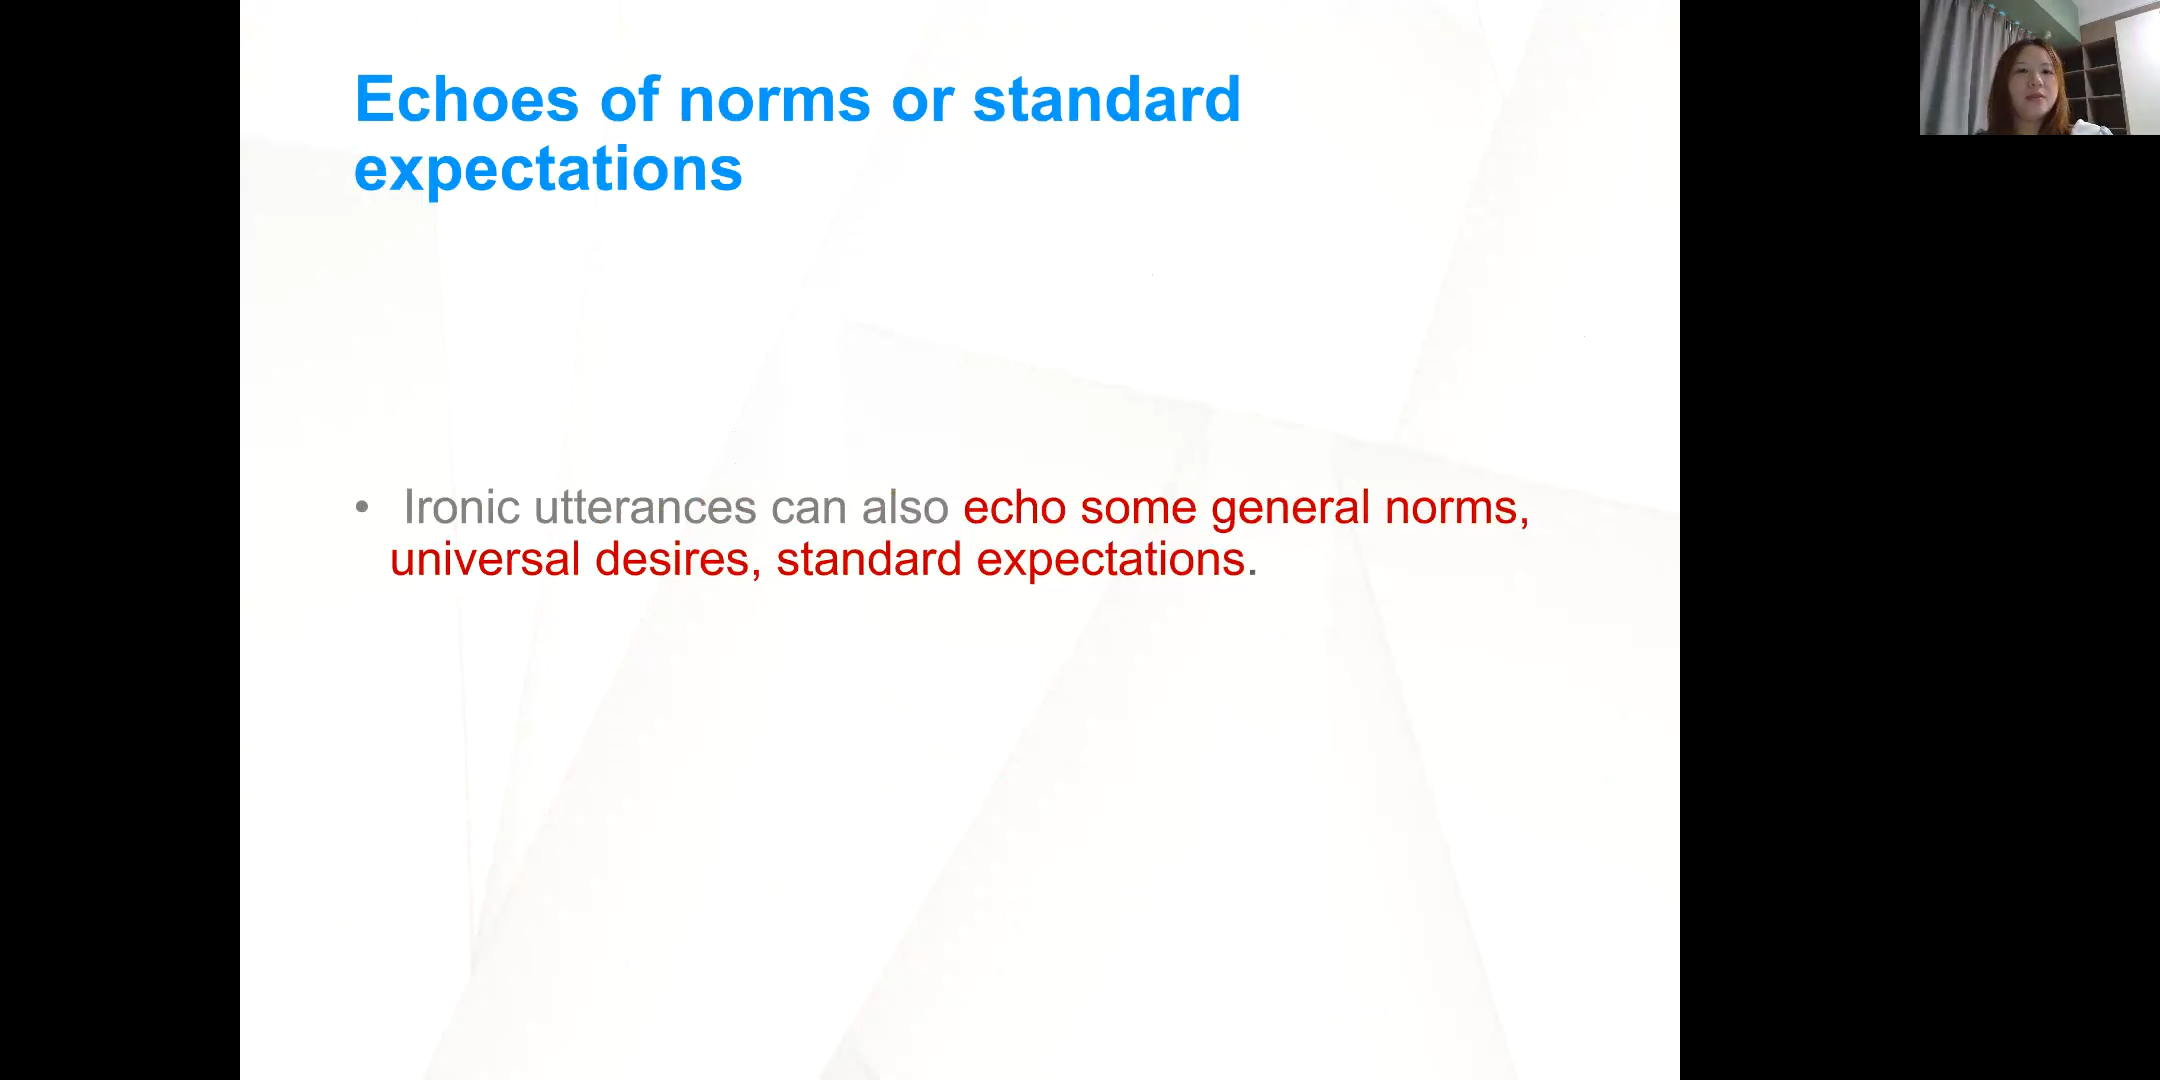 Echoes of norms or standard
expectations
• Ironic utterances can also echo some general norms,
universal desires, standard expectations.